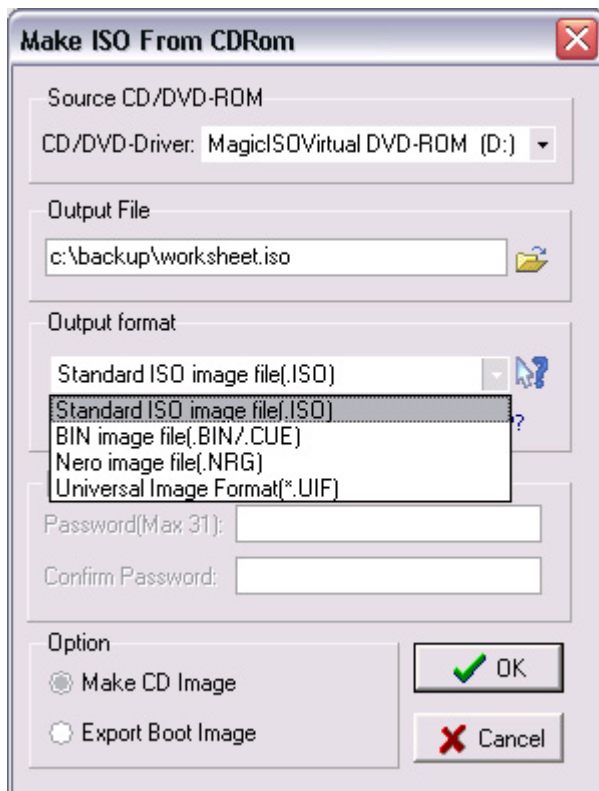 Make ISO From CDRom
Source CD/DVD-ROM
CD/DVD-Driver: MagicISOVirtual DVD-ROM (D:)
Output File
c:\backup\worksheet.iso
Output format
Standard ISO image file(.ISO)
Standard ISO image file(.ISO)
BIN image file(.BIN/.CUE)
Nero image file(.NRG)
Universal Image Format(*.UIF)
Password(Max 31):
Confirm Password:
Option
Make CD Image
Export Boot Image
OK
Cancel